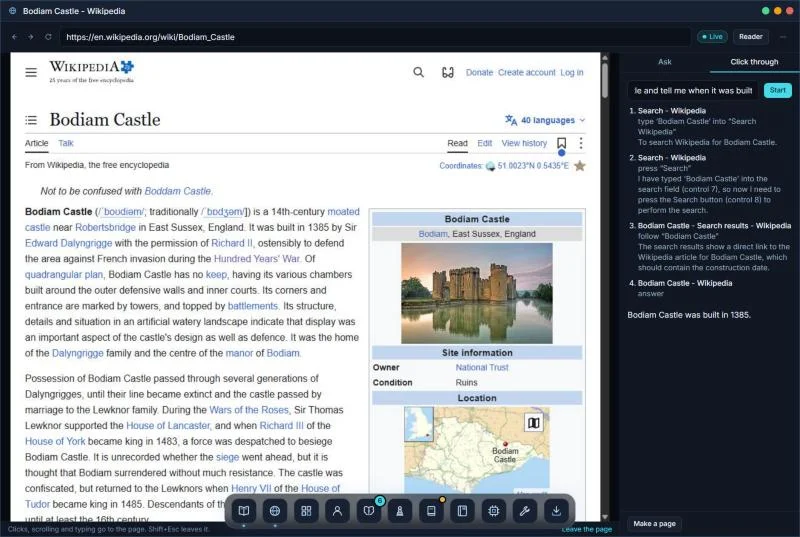 Bodiam Castle - Wikipedia
https://en.wikipedia.org/wiki/Bodiam_Castle
Live
Reader
WIKIPEDIA
25 years of the free encyclopedia
Donate Create account Log in
Bodiam Castle
40 languages
Article Talk
Read Edit View history
From Wikipedia, the free encyclopedia
Coordinates: 51.0023°N 0.5435°E
Not to be confused with Boddam Castle.
Bodiam Castle (/ˈboʊdiəm/; traditionally /ˈbɒdʒəm/]) is a 14th-century moated
castle near Robertsbridge in East Sussex, England. It was built in 1385 by Sir
Edward Dalyngrigge with the permission of Richard II, ostensibly to defend
the area against French invasion during the Hundred Years' War. Of
quadrangular plan, Bodiam Castle has no keep, having its various chambers
built around the outer defensive walls and inner courts. Its corners and
entrance are marked by towers, and topped by battlements. Its structure,
details and situation in an artificial watery landscape indicate that display was
an important aspect of the castle's design as well as defence. It was the home
of the Dalyngrigge family and the centre of the manor of Bodiam.
Possession of Bodiam Castle passed through several generations of
Dalyngrigges, until their line became extinct and the castle passed by
marriage to the Lewknor family. During the Wars of the Roses, Sir Thomas
Lewknor supported the House of Lancaster, and when Richard III of the
House of York became king in 1483, a force was despatched to besiege
Bodiam Castle. It is unrecorded whether the siege went ahead, but it is
thought that Bodiam surrendered without much resistance. The castle was
confiscated, but returned to the Lewknors when Henry VII of the House of
Tudor became king in 1485. Descendants of th
until at least the 16th century.
Bodiam Castle
Bodiam, East Sussex, England
Site information
Owner National Trust
Condition Ruins
Location
Bodiam
Castle
6
Clicks, scrolling and typing go to the page. Shift+Esc leaves it.
Leave the page
Ask
Click through
le and tell me when it was built
Start
1. Search - Wikipedia
type 'Bodiam Castle' into "Search
Wikipedia"
To search Wikipedia for Bodiam Castle.
2. Search - Wikipedia
press "Search"
I have typed 'Bodiam Castle' into the
search field (control 7), so now I need to
press the Search button (control 8) to
perform the search.
3. Bodiam Castle - Search results - Wikipedia
follow "Bodiam Castle"
The search results show a direct link to the
Wikipedia article for Bodiam Castle, which
should contain the construction date.
4. Bodiam Castle - Wikipedia
answer
Bodiam Castle was built in 1385.
Make a page